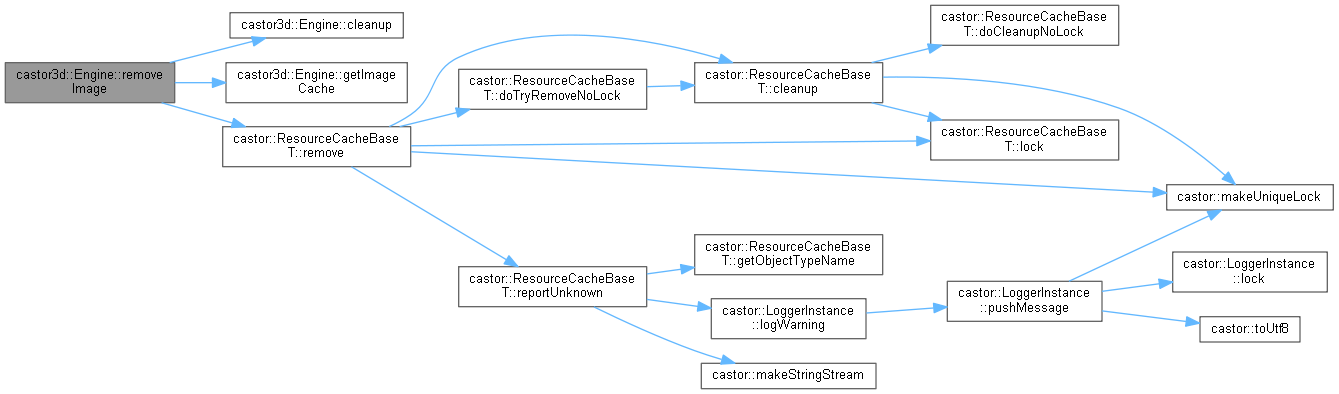 castor3d::Engine::cleanup
castor3d::Engine::remove
Image
castor3d::Engine::getImage
Cache
castor::ResourceCacheBase
T::remove
castor::ResourceCacheBase
T::doTryRemoveNoLock
castor::ResourceCacheBase
T::cleanup
castor::ResourceCacheBase
T::doCleanupNoLock
castor::ResourceCacheBase
T::lock
castor::makeUniqueLock
castor::ResourceCacheBase
T::reportUnknown
castor::ResourceCacheBase
T::getObjectTypeName
castor::LoggerInstance
::logWarning
castor::makeStringStream
castor::LoggerInstance
::pushMessage
castor::LoggerInstance
::lock
castor::toUtf8